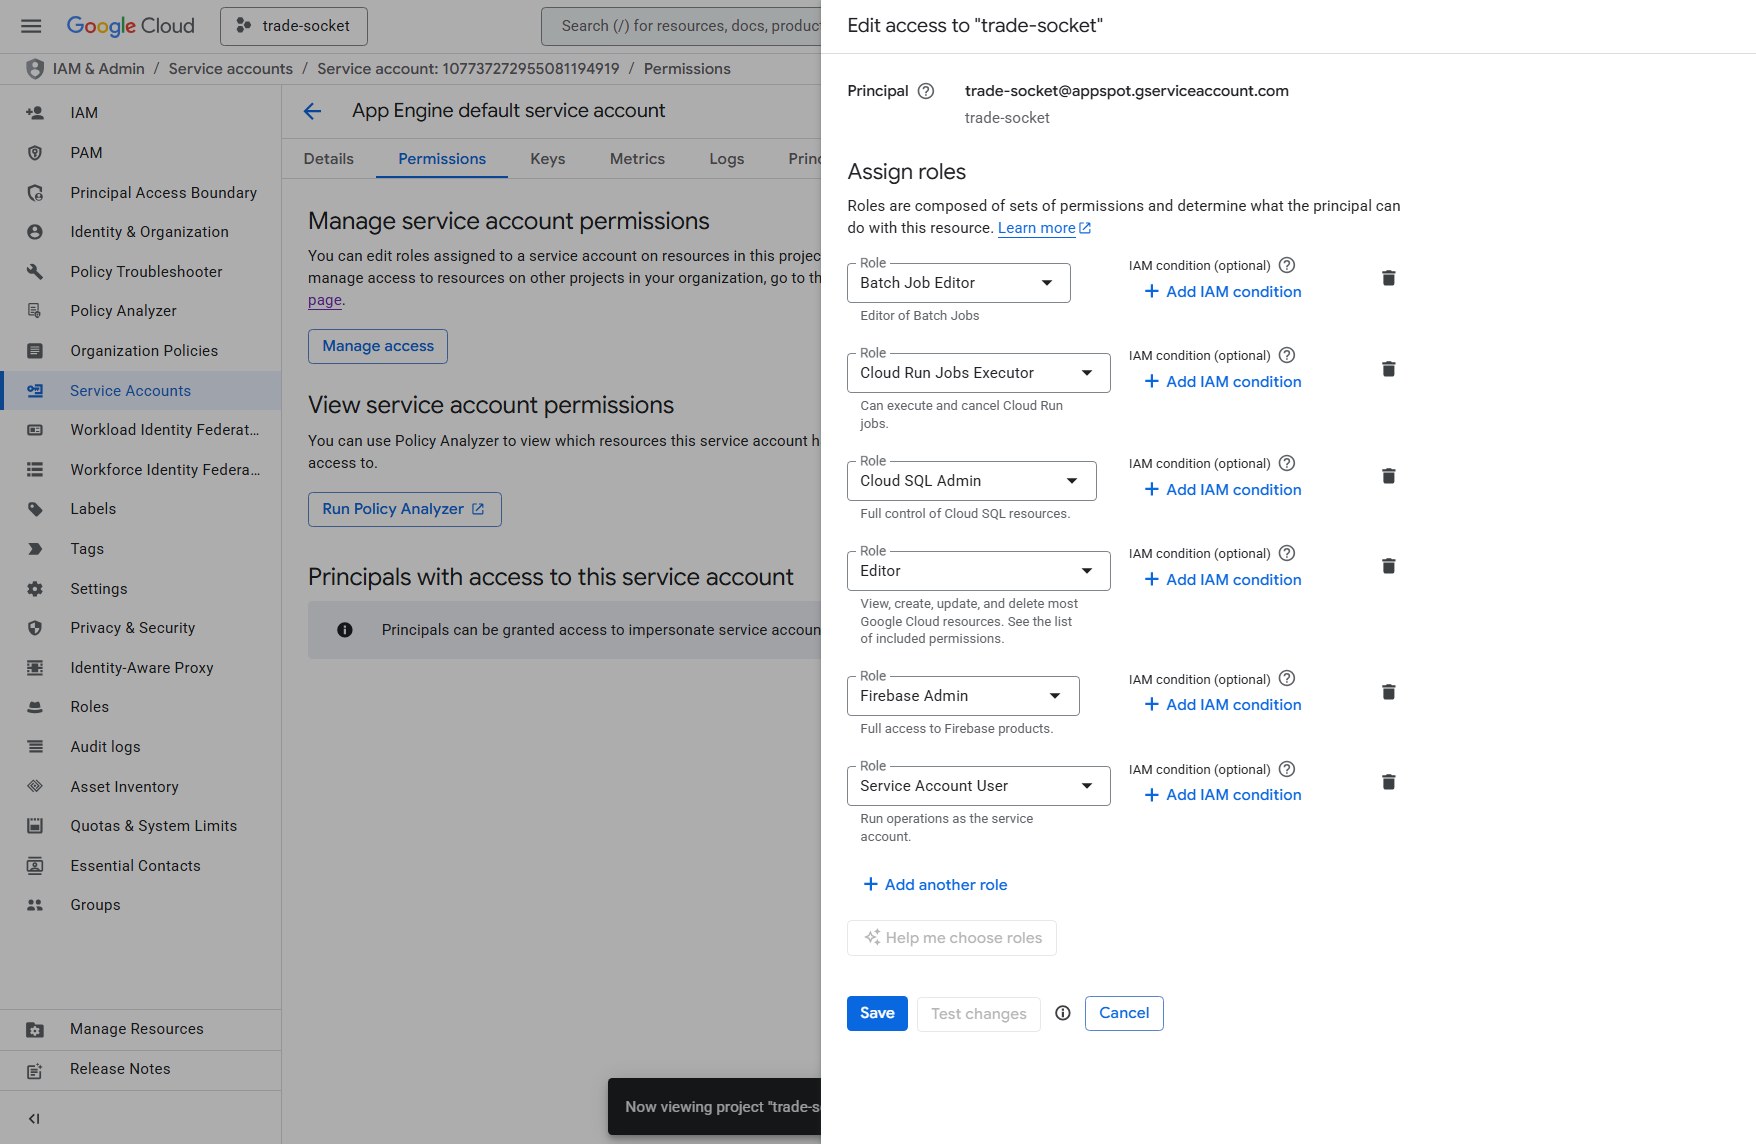 Google Cloud
trade-socket
Search (/) for resources, docs, product
IAM & Admin / Service accounts / Service account: 107737272955081194919 / Permissions
IAM
PAM
Principal Access Boundary
Identity & Organization
Policy Troubleshooter
Policy Analyzer
Organization Policies
Service Accounts
Workload Identity Federat...
Workforce Identity Federa...
Labels
Tags
Settings
Privacy & Security
Identity-Aware Proxy
Roles
Audit logs
Asset Inventory
Quotas & System Limits
Essential Contacts
Groups
Manage Resources
Release Notes
App Engine default service account
Details Permissions Keys Metrics Logs Princ
Manage service account permissions
You can edit roles assigned to a service account on resources in this projec
manage access to resources on other projects in your organization, go to th
page.
Manage access
View service account permissions
You can use Policy Analyzer to view which resources this service account h
access to.
Run Policy Analyzer
Principals with access to this service account
Principals can be granted access to impersonate service accoun
Now viewing project "trade-s
Edit access to "trade-socket"
Principal
trade-socket@appspot.gserviceaccount.com
trade-socket
Assign roles
Roles are composed of sets of permissions and determine what the principal can
do with this resource. Learn more
Role
Batch Job Editor
Editor of Batch Jobs
IAM condition (optional)
Add IAM condition
Role
Cloud Run Jobs Executor
Can execute and cancel Cloud Run
jobs.
IAM condition (optional)
Add IAM condition
Role
Cloud SQL Admin
Full control of Cloud SQL resources.
IAM condition (optional)
Add IAM condition
Role
Editor
View, create, update, and delete most
Google Cloud resources. See the list
of included permissions.
IAM condition (optional)
Add IAM condition
Role
Firebase Admin
Full access to Firebase products.
IAM condition (optional)
Add IAM condition
Role
Service Account User
Run operations as the service
account.
IAM condition (optional)
Add IAM condition
Add another role
Help me choose roles
Save
Test changes
Cancel